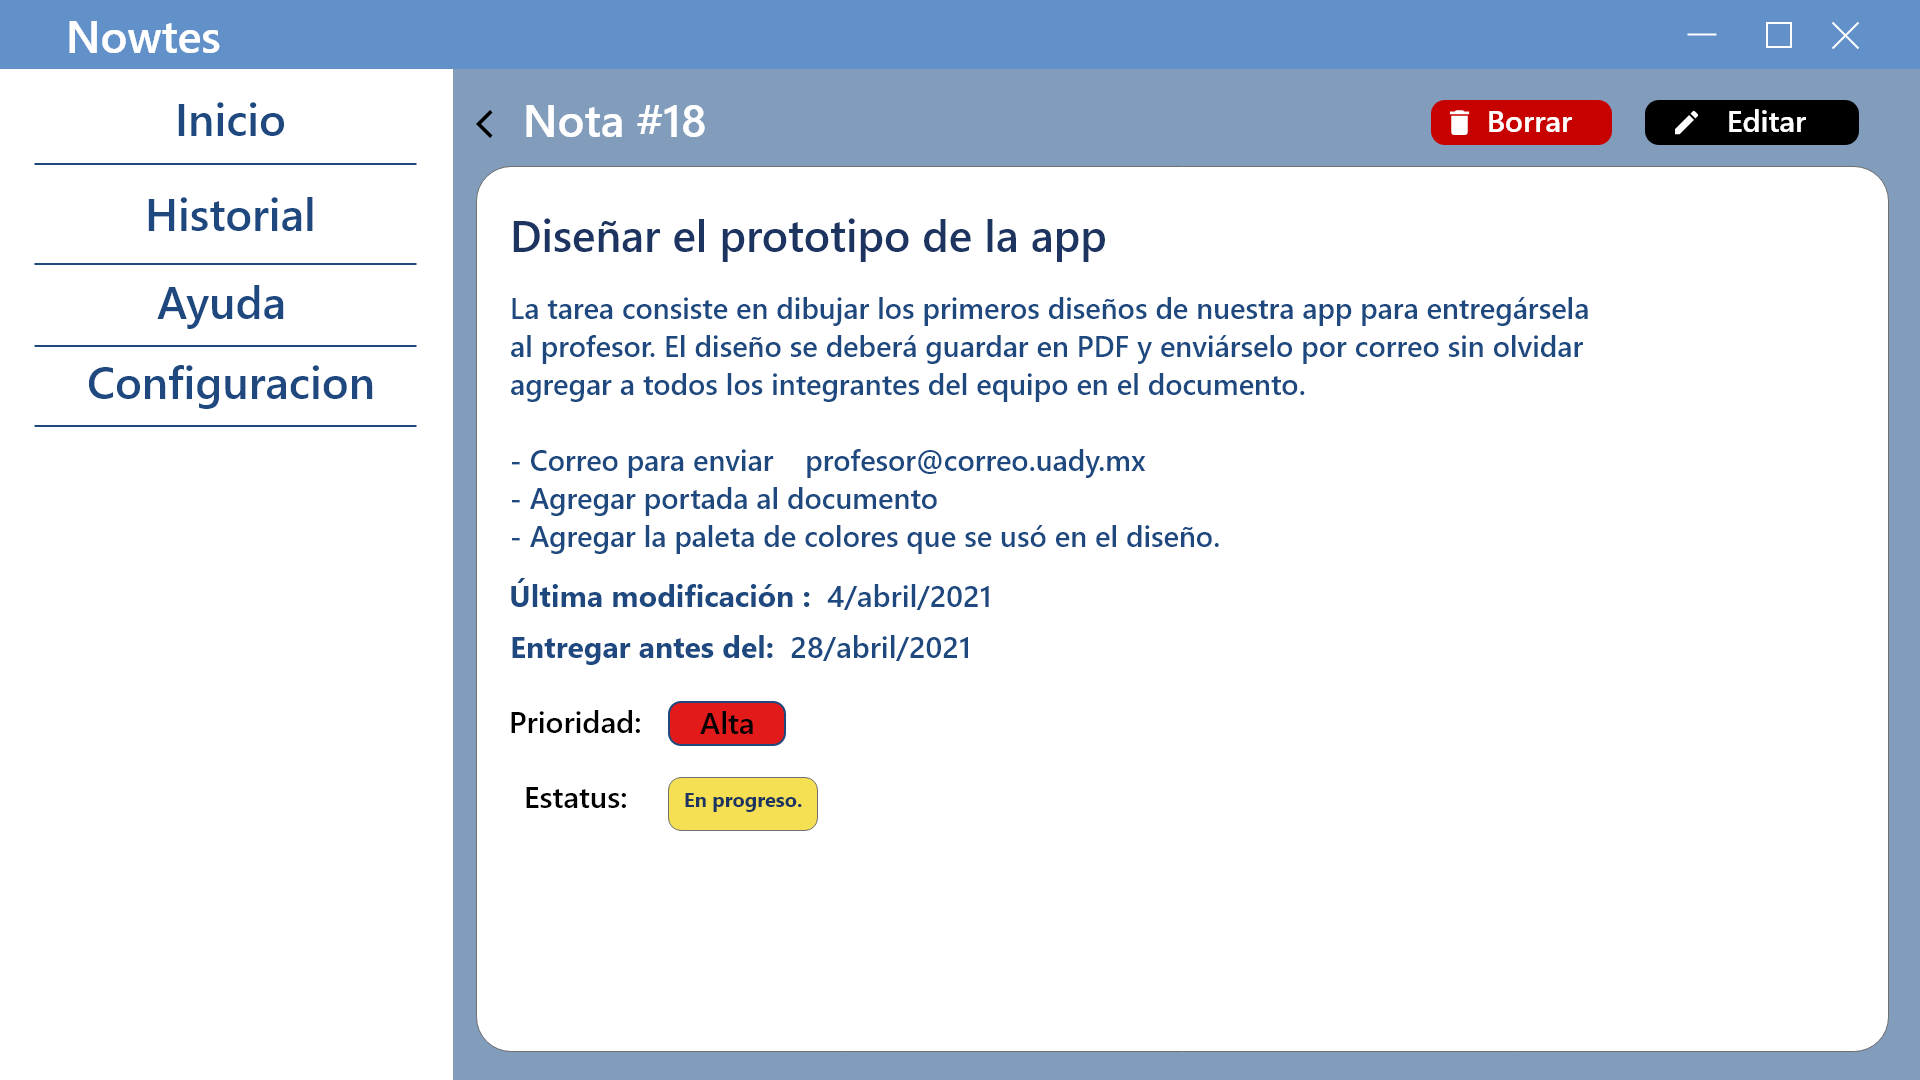 Nowtes
Inicio
Historial
Ayuda
Configuracion
Nota #18
Borrar
Editar
Diseñar el prototipo de la app
La tarea consiste en dibujar los primeros diseños de nuestra app para entregársela
al profesor. El diseño se deberá guardar en PDF y enviárselo por correo sin olvidar
agregar a todos los integrantes del equipo en el documento.
- Correo para enviar    profesor@correo.uady.mx
- Agregar portada al documento
- Agregar la paleta de colores que se usó en el diseño.
Última modificación :  4/abril/2021
Entregar antes del:  28/abril/2021
Prioridad: Alta
Estatus: En progreso.